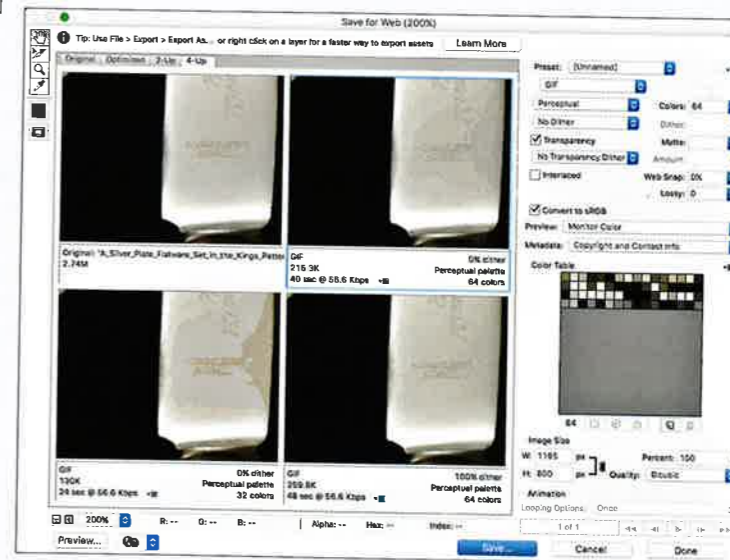 Save for Web (200%)
Tip: Use File > Export > Export As... or right click on a layer for a faster way to export assets
Learn More
Original
Optimized
2-Up
4-Up
Original: "A_Silver_Plate_Flatware_Set_in_the_Kings_Patte
2.74M
GIF
40 sec @ 56.6 Kbps
0% dither
Perceptual palette
64 colors
GIF
130K
24 sec @ 56.6 Kbps
0% dither
Perceptual palette
32 colors
GIF
259.8K
48 sec @ 56.6 Kbps
100% dither
Perceptual palette
64 colors
Preset: [Unnamed]
GIF
Perceptual
Colors: 64
No Dither
Dither:
Transparency
Matte:
No Transparency Dither
Amount:
Interlaced
Web Snap: 0%
Lossy: 0
Convert to sRGB
Preview: Monitor Color
Metadata: Copyright and Contact Info
Color Table
64
Image Size
W: 1195 px
H: 800 px
Percent: 100
Quality: Bicubic
Animation
Looping Options: Once
1 of 1
200%
R: --
G: --
B: --
Alpha: --
Hex: --
Index: --
Preview...
Save...
Cancel
Done